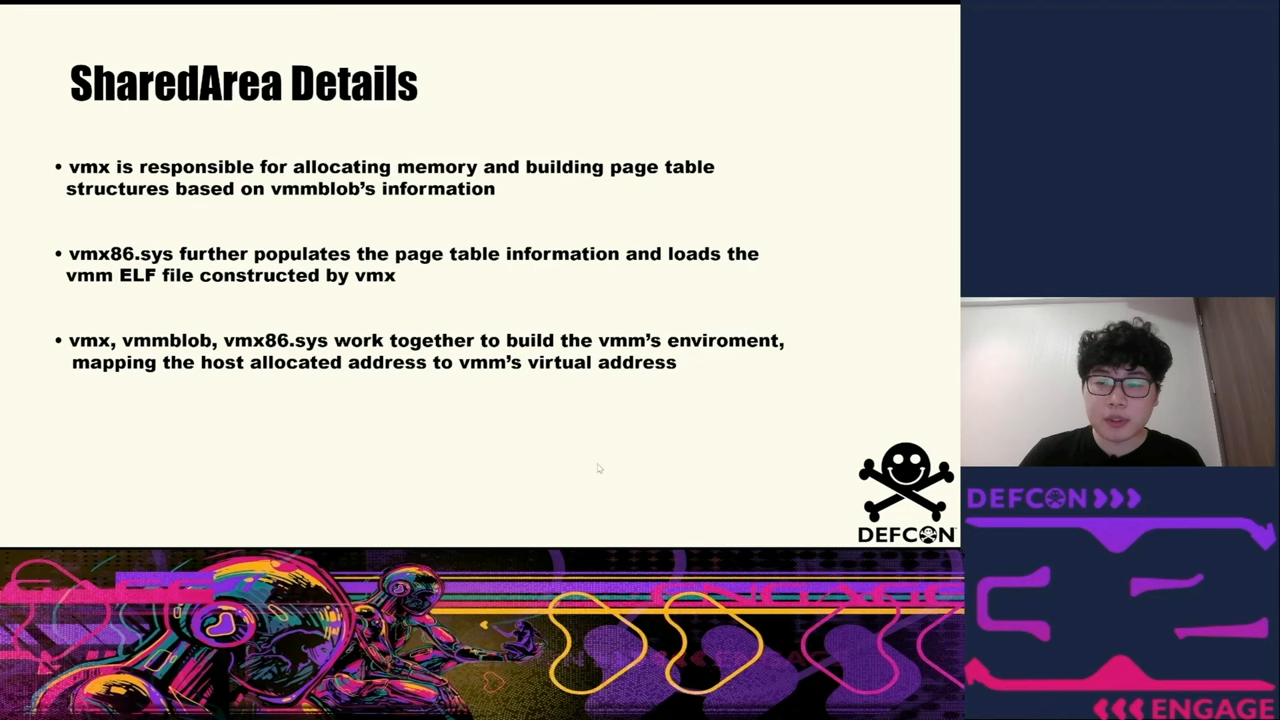 SharedArea Details
• vmx is responsible for allocating memory and building page table
structures based on vmmblob’s information
• vmx86.sys further populates the page table information and loads the
vmm ELF file constructed by vmx
• vmx, vmmblob, vmx86.sys work together to build the vmm’s enviroment,
mapping the host allocated address to vmm’s virtual address
DEFCON
DEFCON
ENGAGE